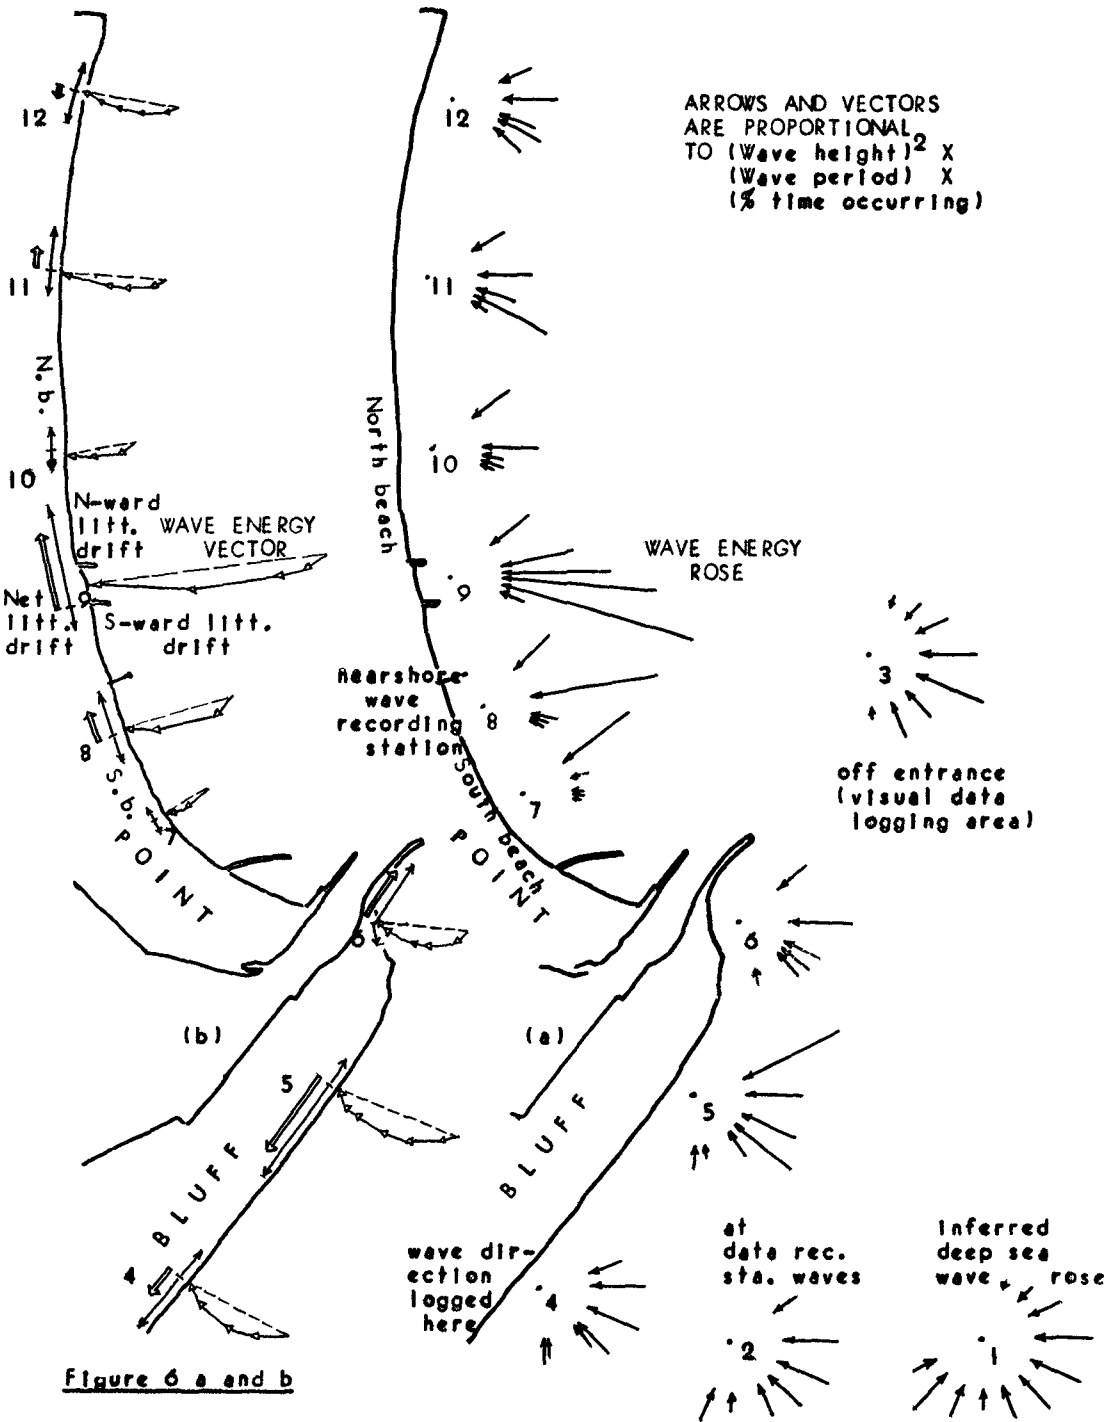 ARROWS AND VECTORS
ARE PROPORTIONAL
TO (Wave height)² X
(Wave period) X
(% time occurring)
12
12
11
11
N.b.
North beach
10
10
N-ward
litt.
drift
WAVE ENERGY
VECTOR
WAVE ENERGY
ROSE
9
9
Net
litt.
drift
S-ward litt.
drift
3
nearshore
wave
recording
station
8
8
off entrance
(visual data
logging area)
S.b.
South beach
7
POINT
POINT
6
6
(b)
(a)
5
5
BLUFF
BLUFF
4
wave dir-
ection
logged
here
4
at
data rec.
sta. waves
2
Inferred
deep sea
wave rose
1
Figure 6 a and b